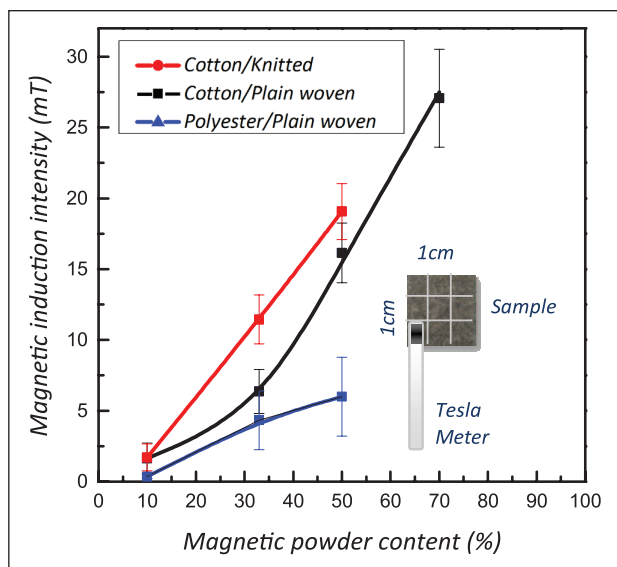 Magnetic induction intensity (mT)
30
25
20
15
10
5
0
Cotton/Knitted
Cotton/Plain woven
Polyester/Plain woven
1cm
1cm
Sample
Tesla
Meter
0 10 20 30 40 50 60 70 80 90 100
Magnetic powder content (%)